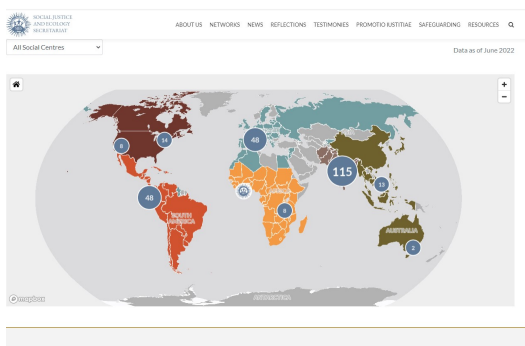 SOCIAL JUSTICE
AND ECOLOGY
SECRETARIAT
ABOUT US NETWORKS NEWS REFLECTIONS TESTIMONIES PROMOTIO IUSTITIAE SAFEGUARDING RESOURCES
All Social Centres
Data as of June 2022
+
−
14
48
115
13
48
8
SOUTH
AMERICA
AUSTRALIA
2
ANTARCTICA
mapbox